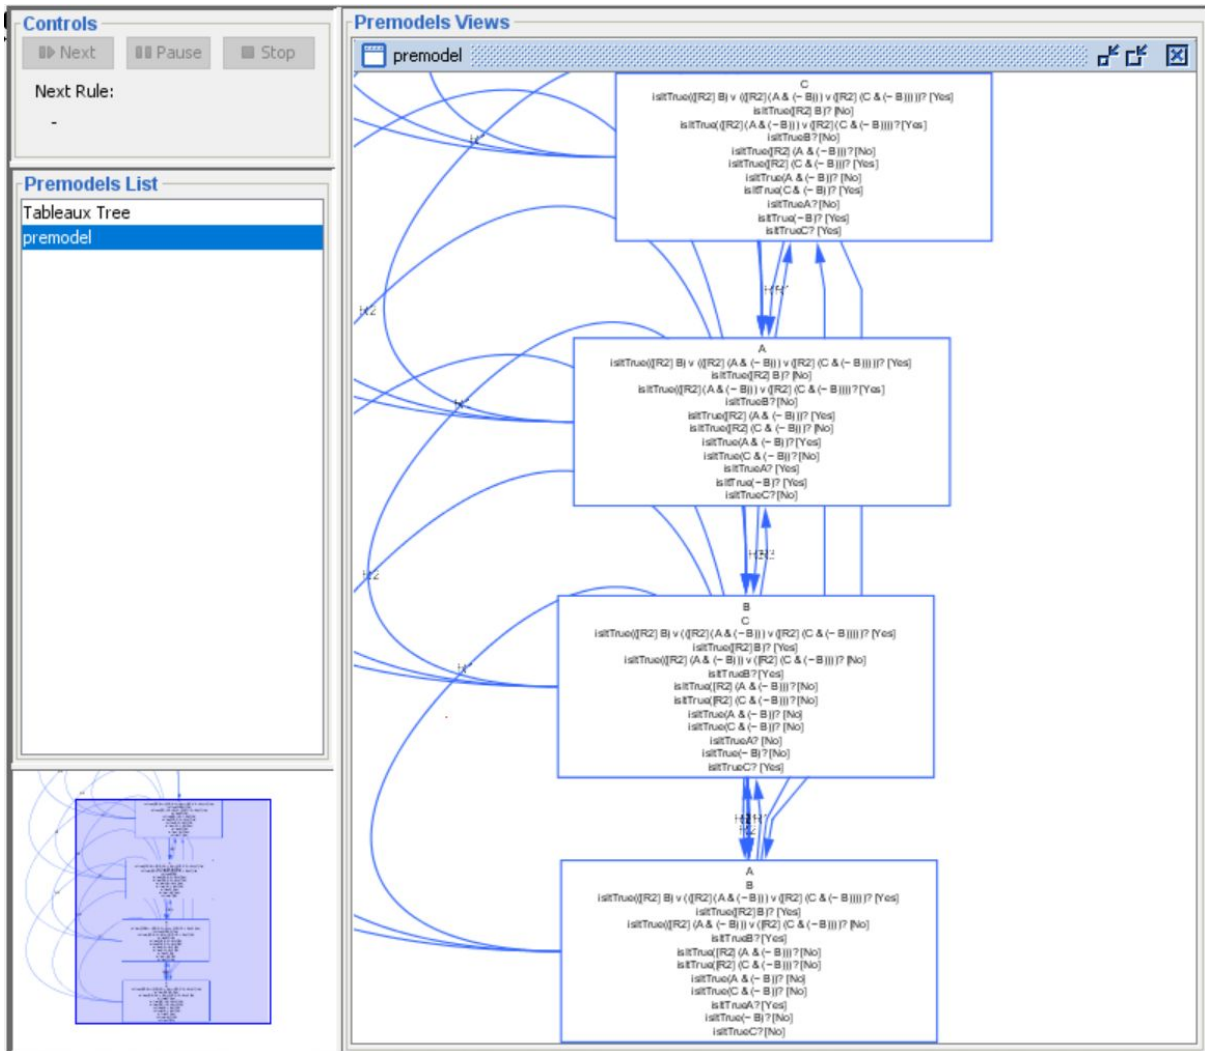 Controls
Next
Pause
Stop
Next Rule:
-
Premodels List
Tableaux Tree
premodel
Premodels Views
premodel
C
isItTrue(([R2] B) v (([R2] (A & (~ B))) v ([R2] (C & (~ B)))))? [Yes]
isItTrue([R2] B)? [No]
isItTrue(([R2] (A & (~ B))) v ([R2] (C & (~ B))))? [Yes]
isItTrueB? [No]
isItTrue([R2] (A & (~ B)))? [No]
isItTrue([R2] (C & (~ B)))? [Yes]
isItTrue(A & (~ B))? [No]
isItTrue(C & (~ B))? [Yes]
isItTrueA? [No]
isItTrue(~ B)? [Yes]
isItTrueC? [Yes]
A
isItTrue(([R2] B) v (([R2] (A & (~ B))) v ([R2] (C & (~ B)))))? [Yes]
isItTrue([R2] B)? [No]
isItTrue(([R2] (A & (~ B))) v ([R2] (C & (~ B))))? [Yes]
isItTrueB? [No]
isItTrue([R2] (A & (~ B)))? [Yes]
isItTrue([R2] (C & (~ B)))? [No]
isItTrue(A & (~ B))? [Yes]
isItTrue(C & (~ B))? [No]
isItTrueA? [Yes]
isItTrue(~ B)? [Yes]
isItTrueC? [No]
B
C
isItTrue(([R2] B) v (([R2] (A & (~ B))) v ([R2] (C & (~ B)))))? [Yes]
isItTrue([R2] B)? [Yes]
isItTrue(([R2] (A & (~ B))) v ([R2] (C & (~ B))))? [No]
isItTrueB? [Yes]
isItTrue([R2] (A & (~ B)))? [No]
isItTrue([R2] (C & (~ B)))? [No]
isItTrue(A & (~ B))? [No]
isItTrue(C & (~ B))? [No]
isItTrueA? [No]
isItTrue(~ B)? [No]
isItTrueC? [Yes]
A
B
isItTrue(([R2] B) v (([R2] (A & (~ B))) v ([R2] (C & (~ B)))))? [Yes]
isItTrue([R2] B)? [Yes]
isItTrue(([R2] (A & (~ B))) v ([R2] (C & (~ B))))? [No]
isItTrueB? [Yes]
isItTrue([R2] (A & (~ B)))? [No]
isItTrue([R2] (C & (~ B)))? [No]
isItTrue(A & (~ B))? [No]
isItTrue(C & (~ B))? [No]
isItTrueA? [Yes]
isItTrue(~ B)? [No]
isItTrueC? [No]